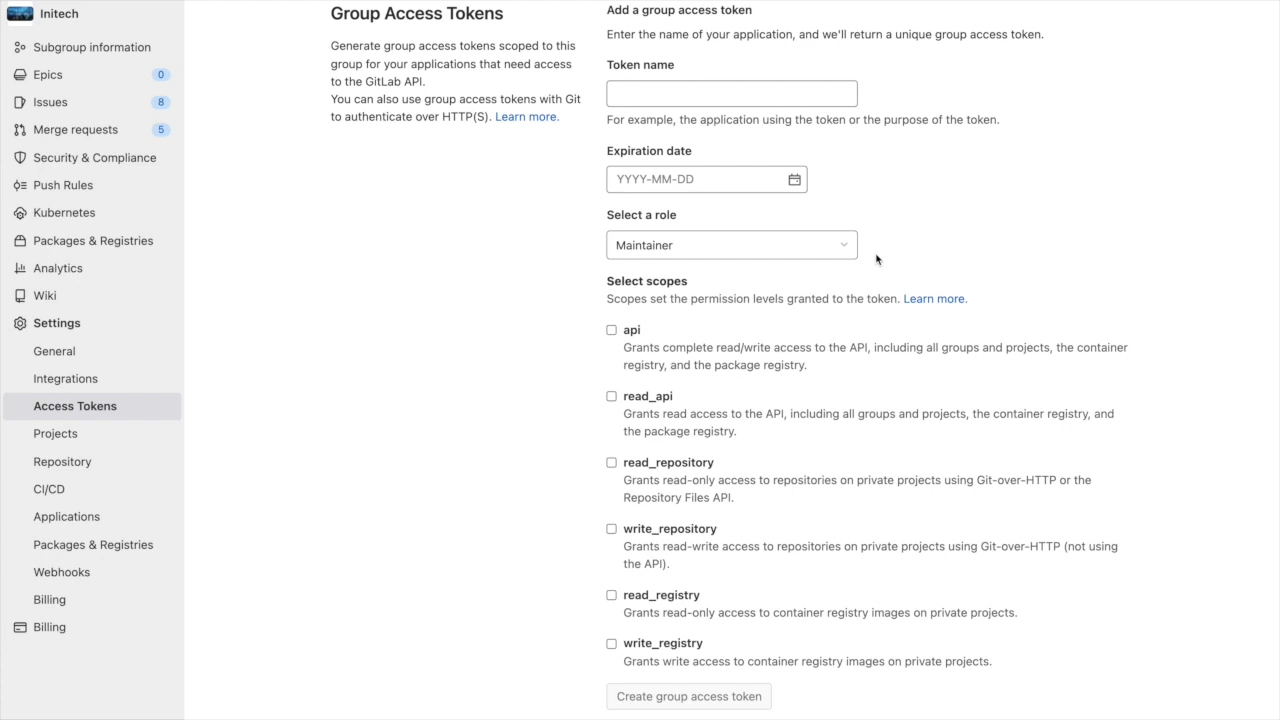 Initech
Subgroup information
Epics 0
Issues 8
Merge requests 5
Security & Compliance
Push Rules
Kubernetes
Packages & Registries
Analytics
Wiki
Settings
General
Integrations
Access Tokens
Projects
Repository
CI/CD
Applications
Packages & Registries
Webhooks
Billing
Billing
Group Access Tokens
Generate group access tokens scoped to this
group for your applications that need access
to the GitLab API.
You can also use group access tokens with Git
to authenticate over HTTP(S). Learn more.
Add a group access token
Enter the name of your application, and we'll return a unique group access token.
Token name
For example, the application using the token or the purpose of the token.
Expiration date
YYYY-MM-DD
Select a role
Maintainer
Select scopes
Scopes set the permission levels granted to the token. Learn more.
api
Grants complete read/write access to the API, including all groups and projects, the container
registry, and the package registry.
read_api
Grants read access to the API, including all groups and projects, the container registry, and
the package registry.
read_repository
Grants read-only access to repositories on private projects using Git-over-HTTP or the
Repository Files API.
write_repository
Grants read-write access to repositories on private projects using Git-over-HTTP (not using
the API).
read_registry
Grants read-only access to container registry images on private projects.
write_registry
Grants write access to container registry images on private projects.
Create group access token